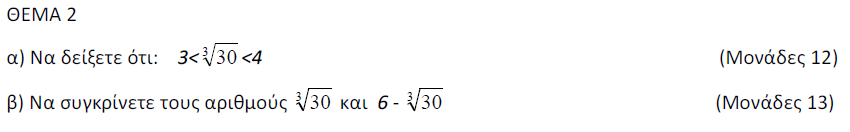 ΘΕΜΑ 2
α) Να δείξετε ότι: 3<∛30<4 (Μονάδες 12)
β) Να συγκρίνετε τους αριθμούς ∛30 και 6 - ∛30 (Μονάδες 13)